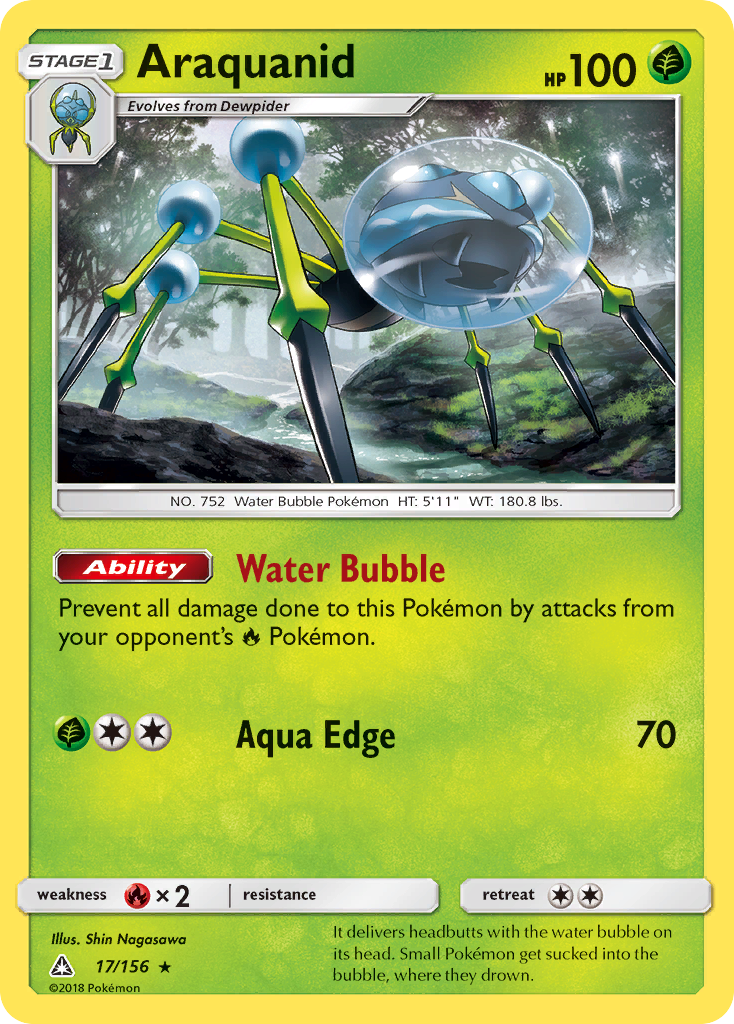 STAGE1
Araquanid
HP 100
Evolves from Dewpider
NO. 752 Water Bubble Pokémon HT: 5'11" WT: 180.8 lbs.
Ability
Water Bubble
Prevent all damage done to this Pokémon by attacks from
your opponent's Pokémon.
Aqua Edge 70
weakness × 2 resistance retreat
Illus. Shin Nagasawa
17/156 ★
©2018 Pokémon
It delivers headbutts with the water bubble on
its head. Small Pokémon get sucked into the
bubble, where they drown.